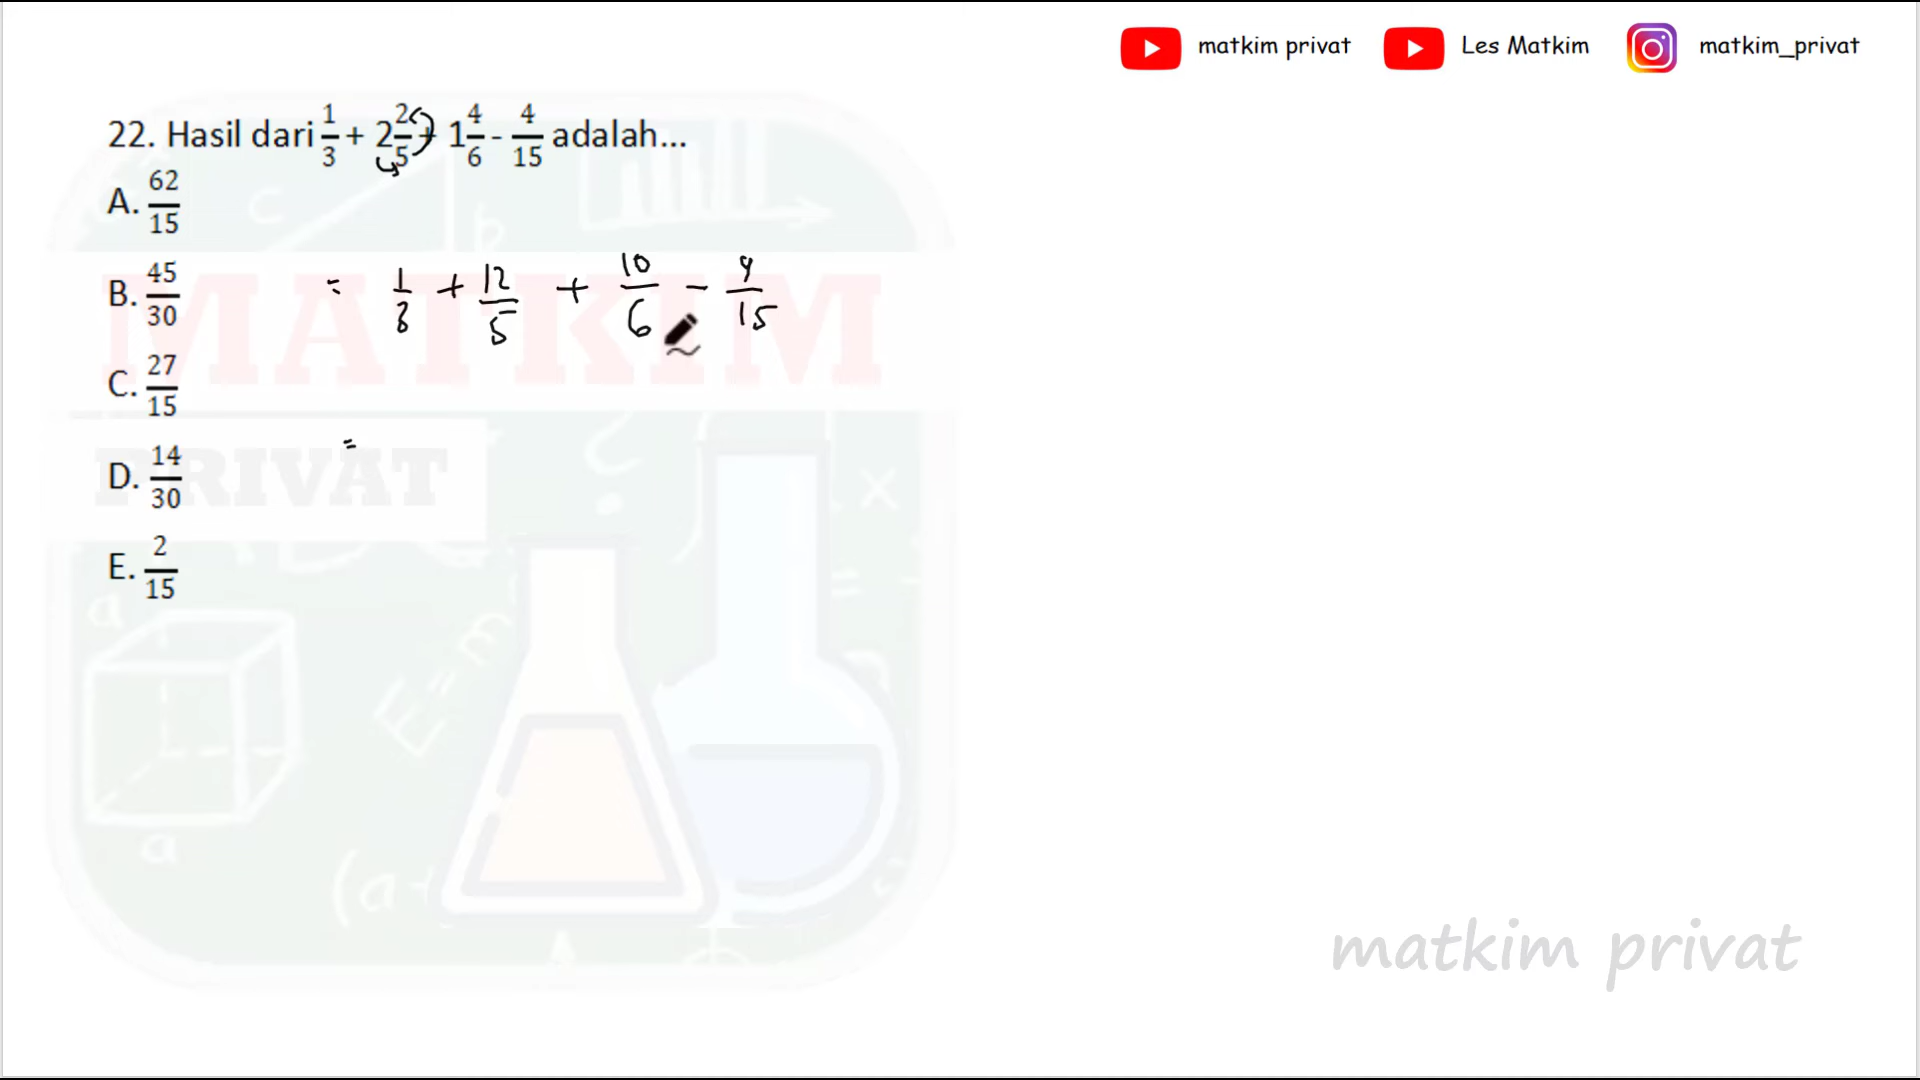 matkim privat Les Matkim matkim_privat
22. Hasil dari 1/3 + 2 2/5 + 1 4/6 - 4/15 adalah...
A. 62/15
B. 45/30
C. 27/15
D. 14/30
E. 2/15
= 1/3 + 12/5 + 10/6 - 4/15
=
MATKIM
PRIVAT
c
b
?
x
=
a
E=m
a
(a+
matkim privat